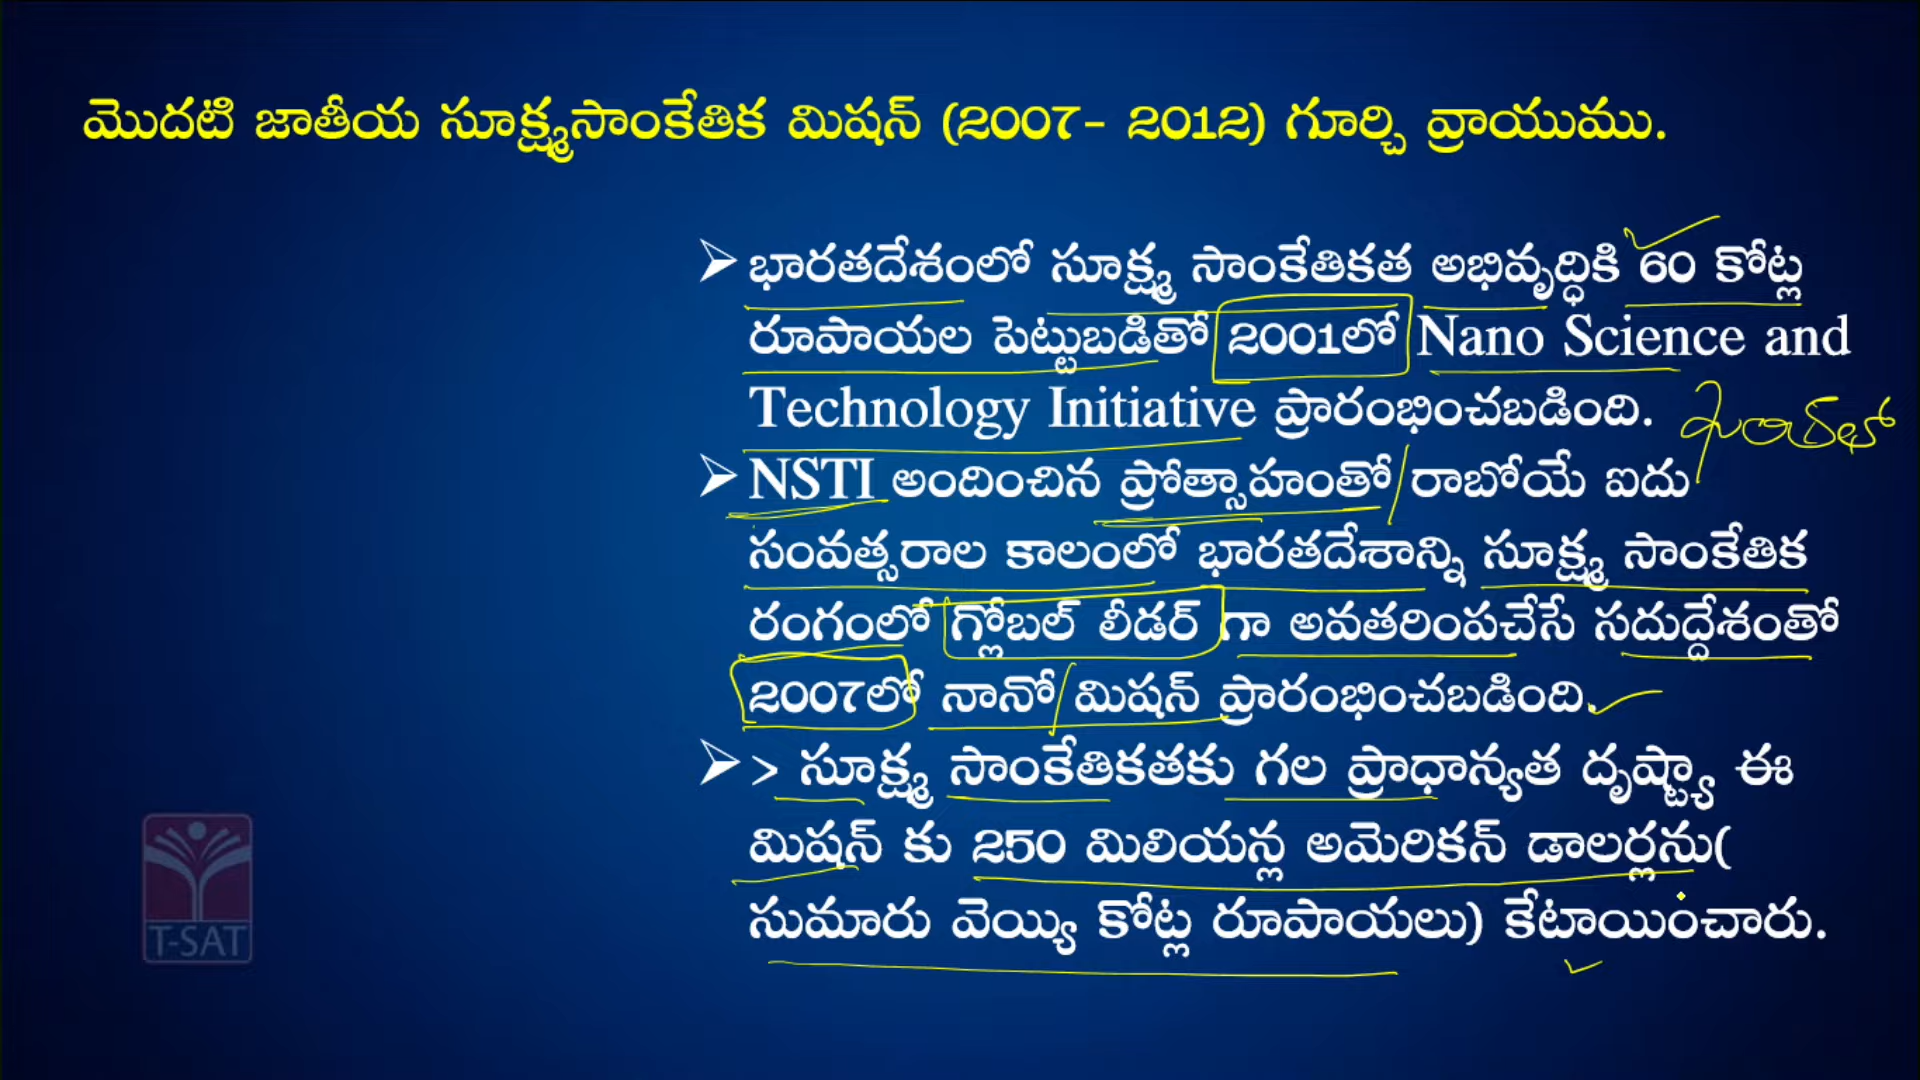 మొదటి జాతీయ సూక్ష్మసాంకేతిక మిషన్ (2007- 2012) గూర్చి వ్రాయుము.
భారతదేశంలో సూక్ష్మ సాంకేతికత అభివృద్ధికి 60 కోట్ల
రూపాయల పెట్టుబడితో 2001లో Nano Science and
Technology Initiative ప్రారంభించబడింది.
NSTI అందించిన ప్రోత్సాహంతో రాబోయే ఐదు
సంవత్సరాల కాలంలో భారతదేశాన్ని సూక్ష్మ సాంకేతిక
రంగంలో గ్లోబల్ లీడర్ గా అవతరింపచేసే సదుద్దేశంతో
2007లో నానో మిషన్ ప్రారంభించబడింది.
> సూక్ష్మ సాంకేతికతకు గల ప్రాధాన్యత దృష్ట్యా ఈ
మిషన్ కు 250 మిలియన్ల అమెరికన్ డాలర్లను(
సుమారు వెయ్యి కోట్ల రూపాయలు) కేటాయించారు.
T-SAT